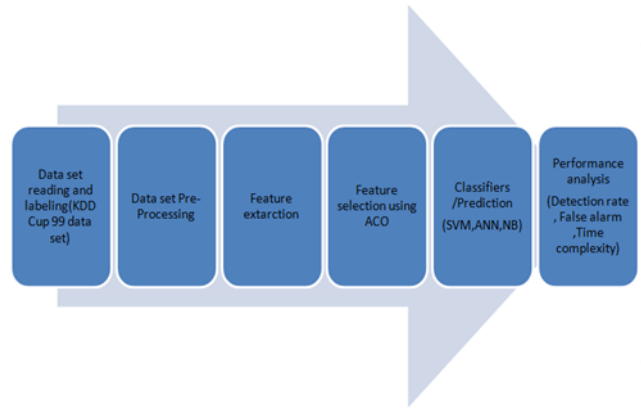 Data set
reading and
labeling(KDD
Cup 99 data
set)
Data set Pre-
Processing
Feature
extarction
Feature
selection using
ACO
Classifiers
/Prediction
(SVM,ANN,NB)
Performance
analysis
(Detection rate
, False alarm
,Time
complexity)